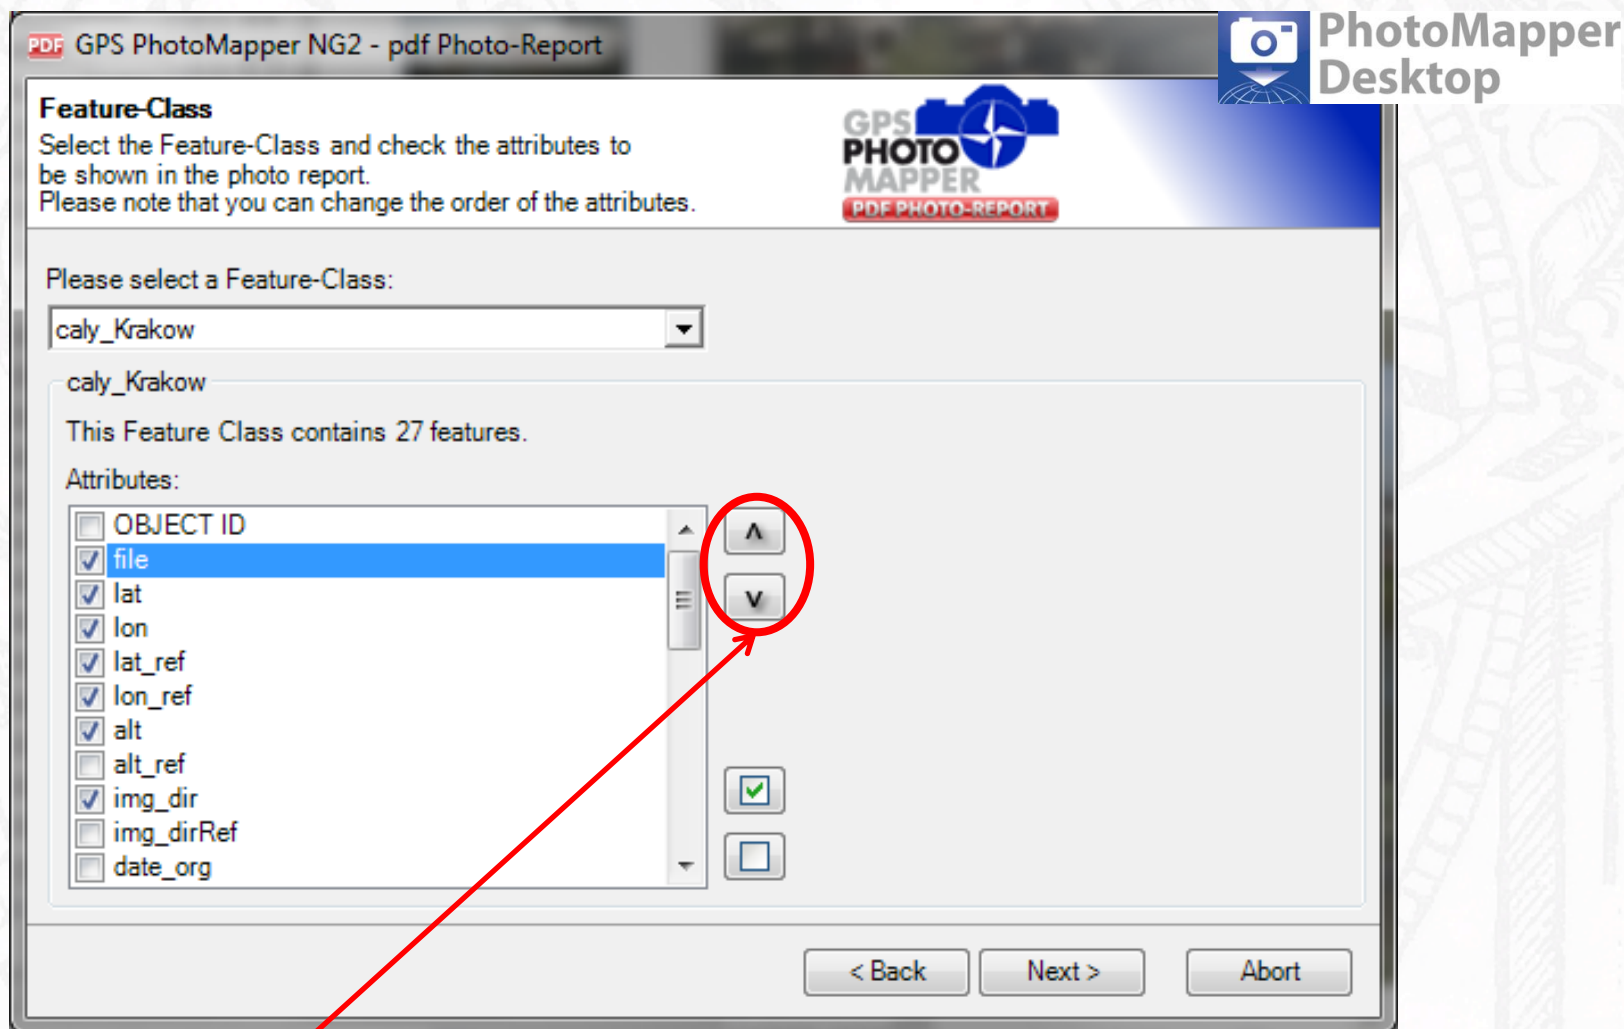 PDF GPS PhotoMapper NG2 - pdf Photo-Report
PhotoMapper
Desktop
Feature-Class
Select the Feature-Class and check the attributes to
be shown in the photo report.
Please note that you can change the order of the attributes.
GPS
PHOTO
MAPPER
PDF PHOTO-REPORT
Please select a Feature-Class:
caly_Krakow
caly_Krakow
This Feature Class contains 27 features.
Attributes:
OBJECT ID
file
lat
lon
lat_ref
lon_ref
alt
alt_ref
img_dir
img_dirRef
date_org
< Back Next > Abort